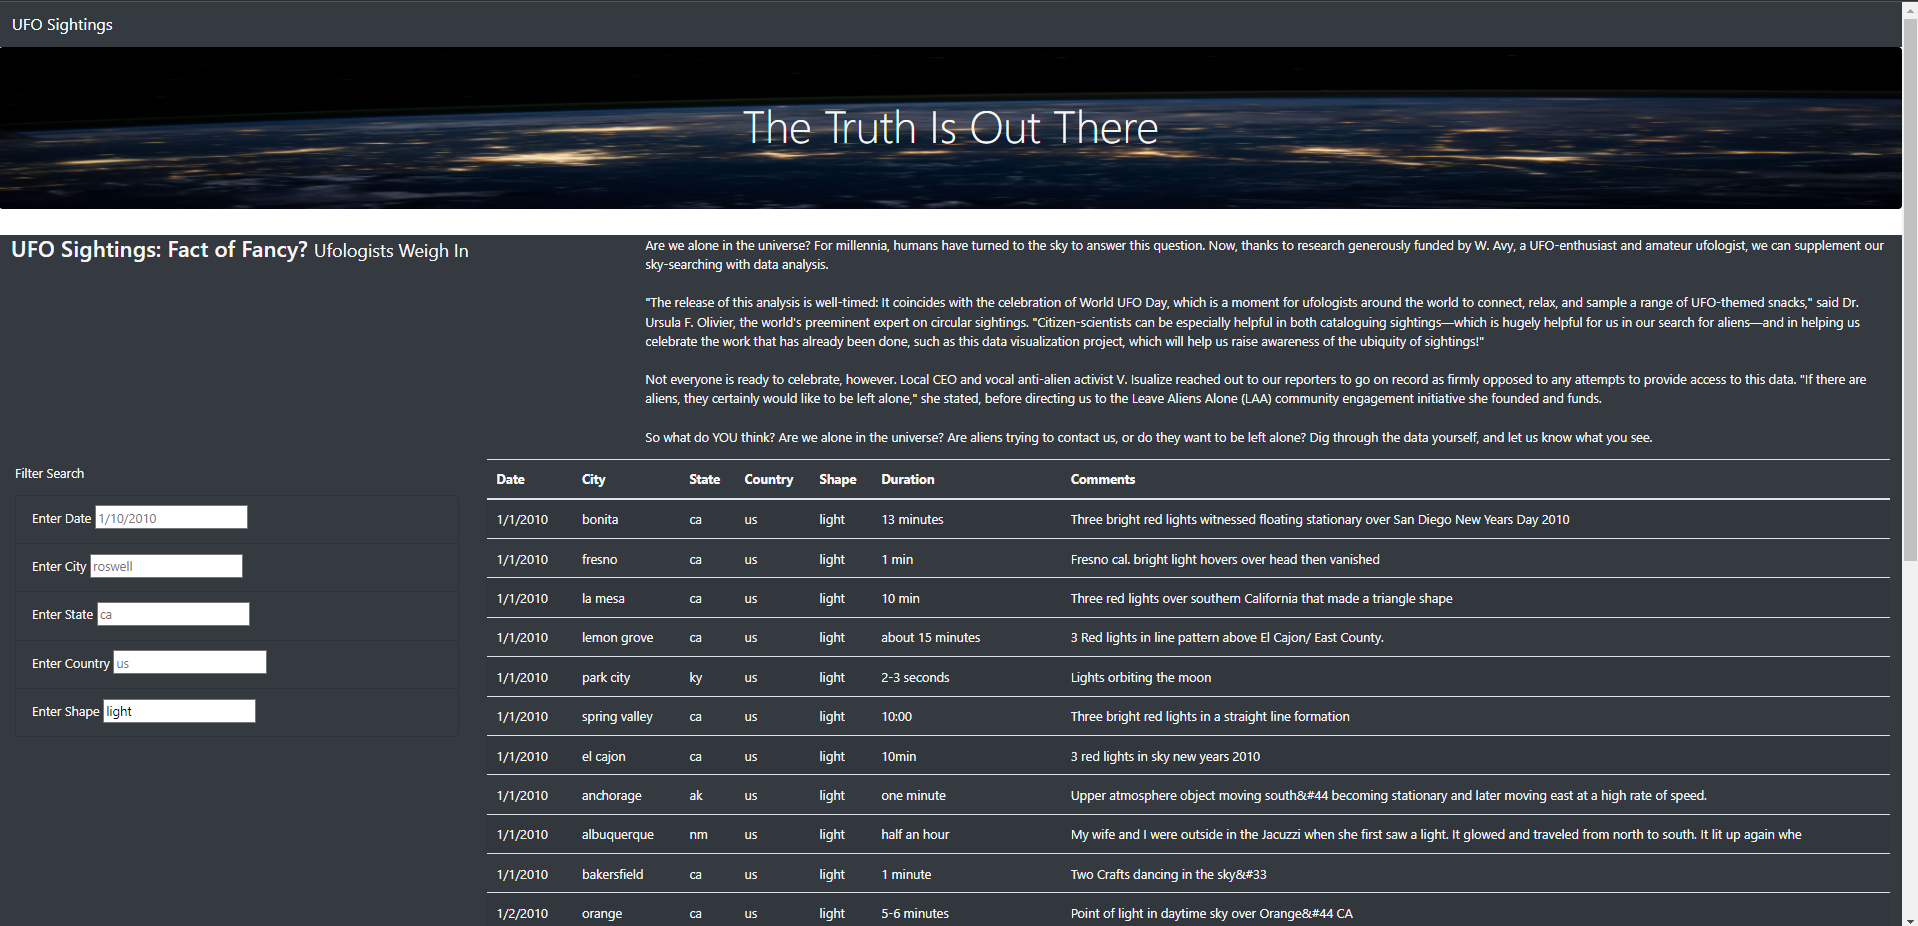 UFO Sightings
The Truth Is Out There
UFO Sightings: Fact of Fancy? Ufologists Weigh In
Are we alone in the universe? For millennia, humans have turned to the sky to answer this question. Now, thanks to research generously funded by W. Avy, a UFO-enthusiast and amateur ufologist, we can supplement our
sky-searching with data analysis.
"The release of this analysis is well-timed: It coincides with the celebration of World UFO Day, which is a moment for ufologists around the world to connect, relax, and sample a range of UFO-themed snacks," said Dr.
Ursula F. Olivier, the world's preeminent expert on circular sightings. "Citizen-scientists can be especially helpful in both cataloguing sightings—which is hugely helpful for us in our search for aliens—and in helping us
celebrate the work that has already been done, such as this data visualization project, which will help us raise awareness of the ubiquity of sightings!"
Not everyone is ready to celebrate, however. Local CEO and vocal anti-alien activist V. Isualize reached out to our reporters to go on record as firmly opposed to any attempts to provide access to this data. "If there are
aliens, they certainly would like to be left alone," she stated, before directing us to the Leave Aliens Alone (LAA) community engagement initiative she founded and funds.
So what do YOU think? Are we alone in the universe? Are aliens trying to contact us, or do they want to be left alone? Dig through the data yourself, and let us know what you see.
Filter Search
Enter Date 1/10/2010
Enter City roswell
Enter State ca
Enter Country us
Enter Shape light
Date City State Country Shape Duration Comments
1/1/2010 bonita ca us light 13 minutes Three bright red lights witnessed floating stationary over San Diego New Years Day 2010
1/1/2010 fresno ca us light 1 min Fresno cal. bright light hovers over head then vanished
1/1/2010 la mesa ca us light 10 min Three red lights over southern California that made a triangle shape
1/1/2010 lemon grove ca us light about 15 minutes 3 Red lights in line pattern above El Cajon/ East County.
1/1/2010 park city ky us light 2-3 seconds Lights orbiting the moon
1/1/2010 spring valley ca us light 10:00 Three bright red lights in a straight line formation
1/1/2010 el cajon ca us light 10min 3 red lights in sky new years 2010
1/1/2010 anchorage ak us light one minute Upper atmosphere object moving south&#44 becoming stationary and later moving east at a high rate of speed.
1/1/2010 albuquerque nm us light half an hour My wife and I were outside in the Jacuzzi when she first saw a light. It glowed and traveled from north to south. It lit up again whe
1/1/2010 bakersfield ca us light 1 minute Two Crafts dancing in the sky&#33
1/2/2010 orange ca us light 5-6 minutes Point of light in daytime sky over Orange&#44 CA